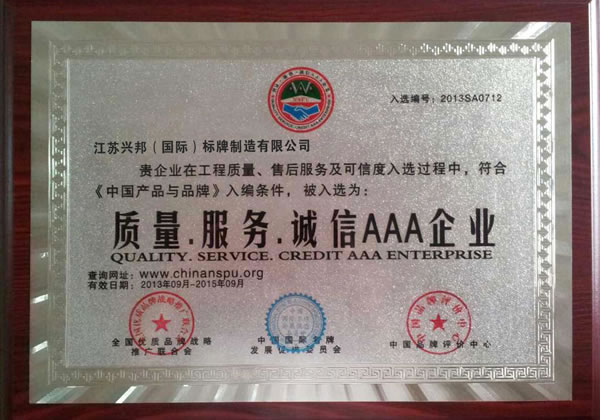 入选编号：2013SA0712
江苏兴邦（国际）标牌制造有限公司
贵企业在工程质量、售后服务及可信度入选过程中，符合
《中国产品与品牌》入编条件，被入选为：
质量.服务.诚信AAA企业
QUALITY. SERVICE. CREDIT AAA ENTERPRISE
查询网址：www.chinanspu.org
有效日期：2013年09月-2015年09月
全国优质品牌战略
推广联合会
中国国际名牌
发展促进委员会
中国品牌评价中心